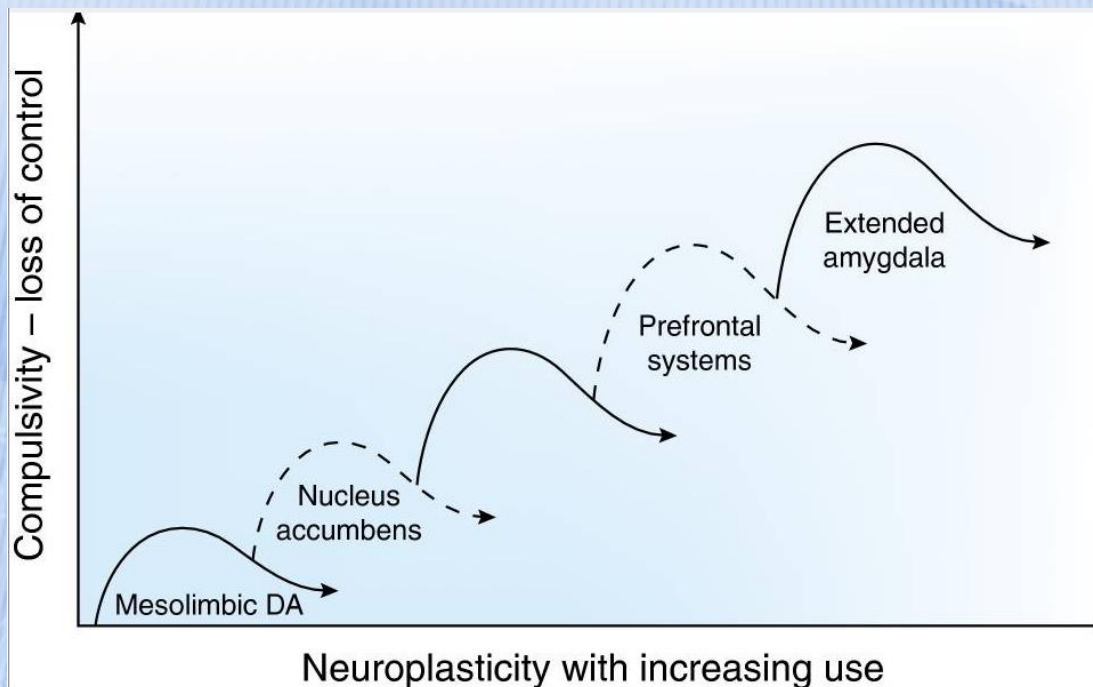 Compulsivity – loss of control
Extended
amygdala
Prefrontal
systems
Nucleus
accumbens
Mesolimbic DA
Neuroplasticity with increasing use